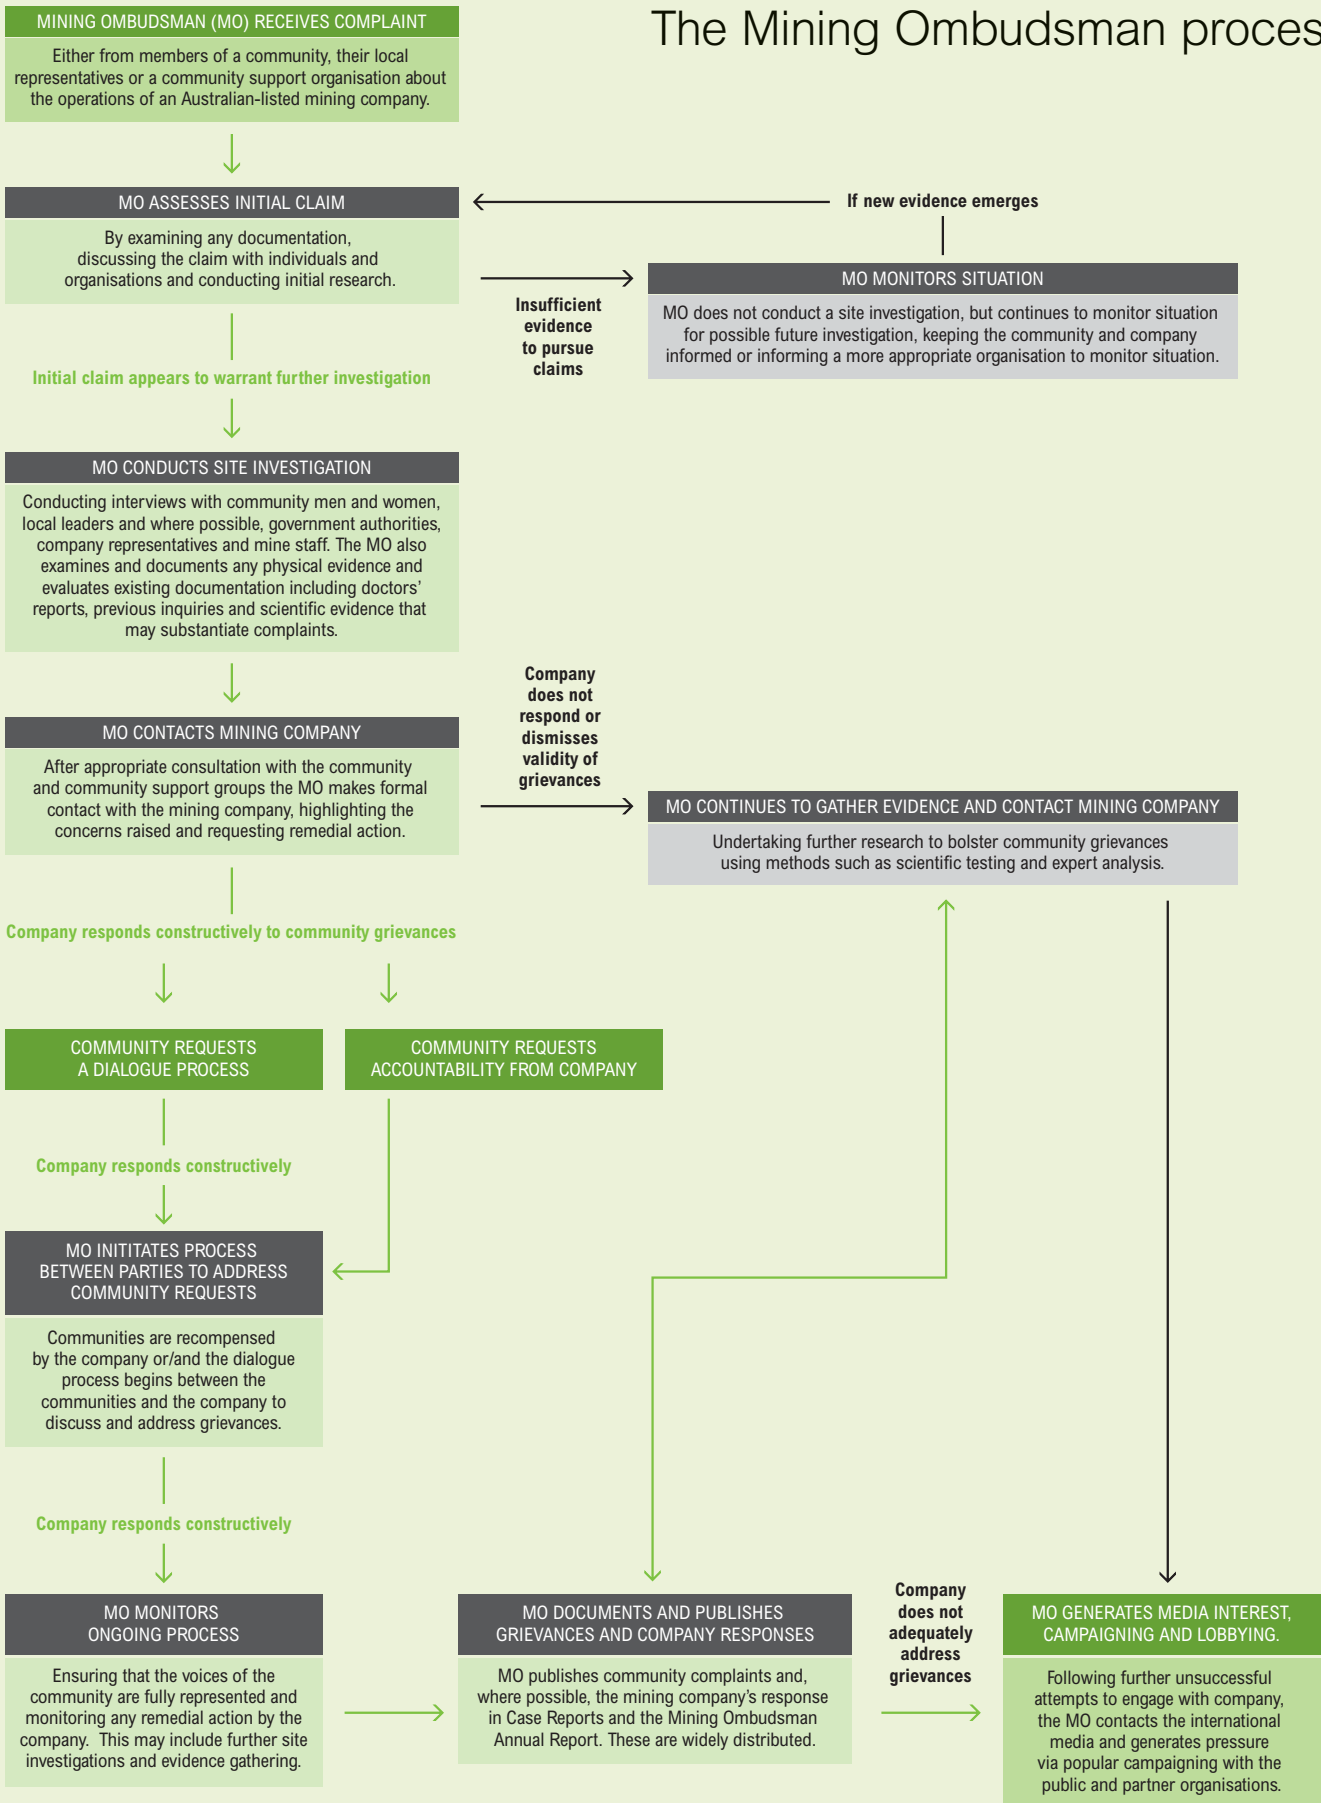 The Mining Ombudsman proces
MINING OMBUDSMAN (MO) RECEIVES COMPLAINT
Either from members of a community, their local
representatives or a community support organisation about
the operations of an Australian-listed mining company.
MO ASSESSES INITIAL CLAIM
By examining any documentation,
discussing the claim with individuals and
organisations and conducting initial research.
If new evidence emerges
Insufficient
evidence
to pursue
claims
MO MONITORS SITUATION
MO does not conduct a site investigation, but continues to monitor situation
for possible future investigation, keeping the community and company
informed or informing a more appropriate organisation to monitor situation.
Initial claim appears to warrant further investigation
MO CONDUCTS SITE INVESTIGATION
Conducting interviews with community men and women,
local leaders and where possible, government authorities,
company representatives and mine staff. The MO also
examines and documents any physical evidence and
evaluates existing documentation including doctors’
reports, previous inquiries and scientific evidence that
may substantiate complaints.
MO CONTACTS MINING COMPANY
After appropriate consultation with the community
and community support groups the MO makes formal
contact with the mining company, highlighting the
concerns raised and requesting remedial action.
Company
does not
respond or
dismisses
validity of
grievances
MO CONTINUES TO GATHER EVIDENCE AND CONTACT MINING COMPANY
Undertaking further research to bolster community grievances
using methods such as scientific testing and expert analysis.
Company responds constructively to community grievances
COMMUNITY REQUESTS
A DIALOGUE PROCESS
COMMUNITY REQUESTS
ACCOUNTABILITY FROM COMPANY
Company responds constructively
MO INITITATES PROCESS
BETWEEN PARTIES TO ADDRESS
COMMUNITY REQUESTS
Communities are recompensed
by the company or/and the dialogue
process begins between the
communities and the company to
discuss and address grievances.
Company responds constructively
MO MONITORS
ONGOING PROCESS
Ensuring that the voices of the
community are fully represented and
monitoring any remedial action by the
company. This may include further site
investigations and evidence gathering.
MO DOCUMENTS AND PUBLISHES
GRIEVANCES AND COMPANY RESPONSES
MO publishes community complaints and,
where possible, the mining company’s response
in Case Reports and the Mining Ombudsman
Annual Report. These are widely distributed.
Company
does not
adequately
address
grievances
MO GENERATES MEDIA INTEREST,
CAMPAIGNING AND LOBBYING.
Following further unsuccessful
attempts to engage with company,
the MO contacts the international
media and generates pressure
via popular campaigning with the
public and partner organisations.